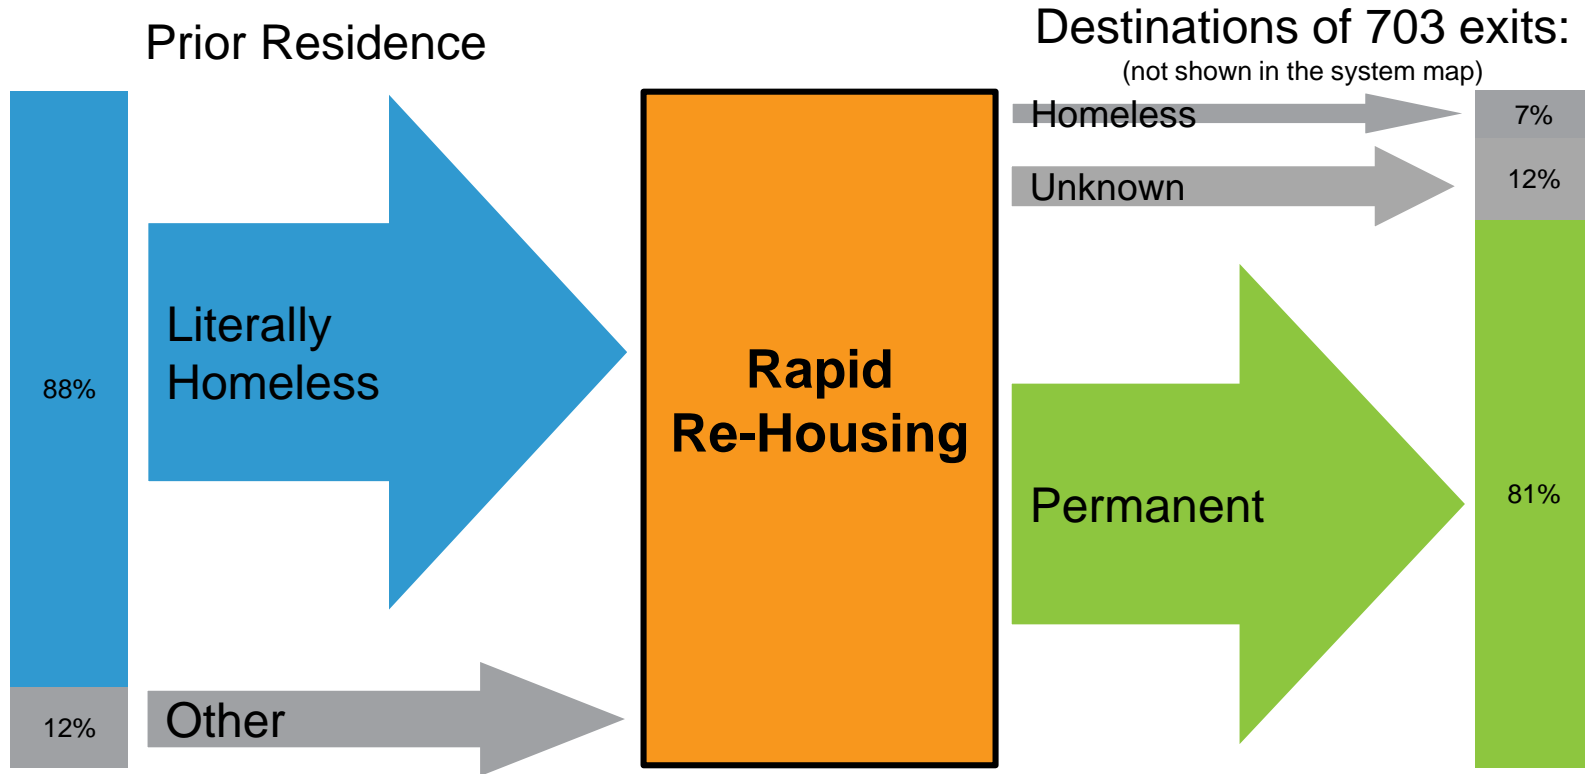 Prior Residence
Destinations of 703 exits:
(not shown in the system map)
88%
Literally
Homeless
12%
Other
Rapid
Re-Housing
Homeless
7%
Unknown
12%
Permanent
81%